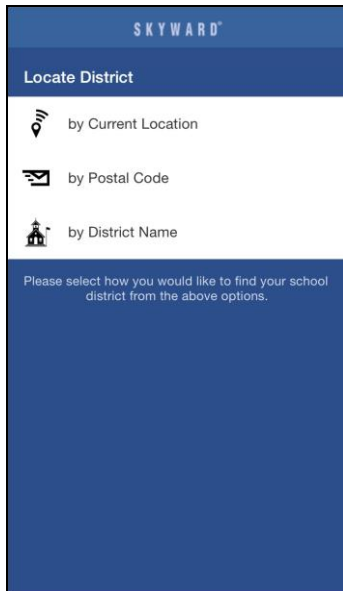 SKYWARD®
Locate District
by Current Location
by Postal Code
by District Name
Please select how you would like to find your school
district from the above options.